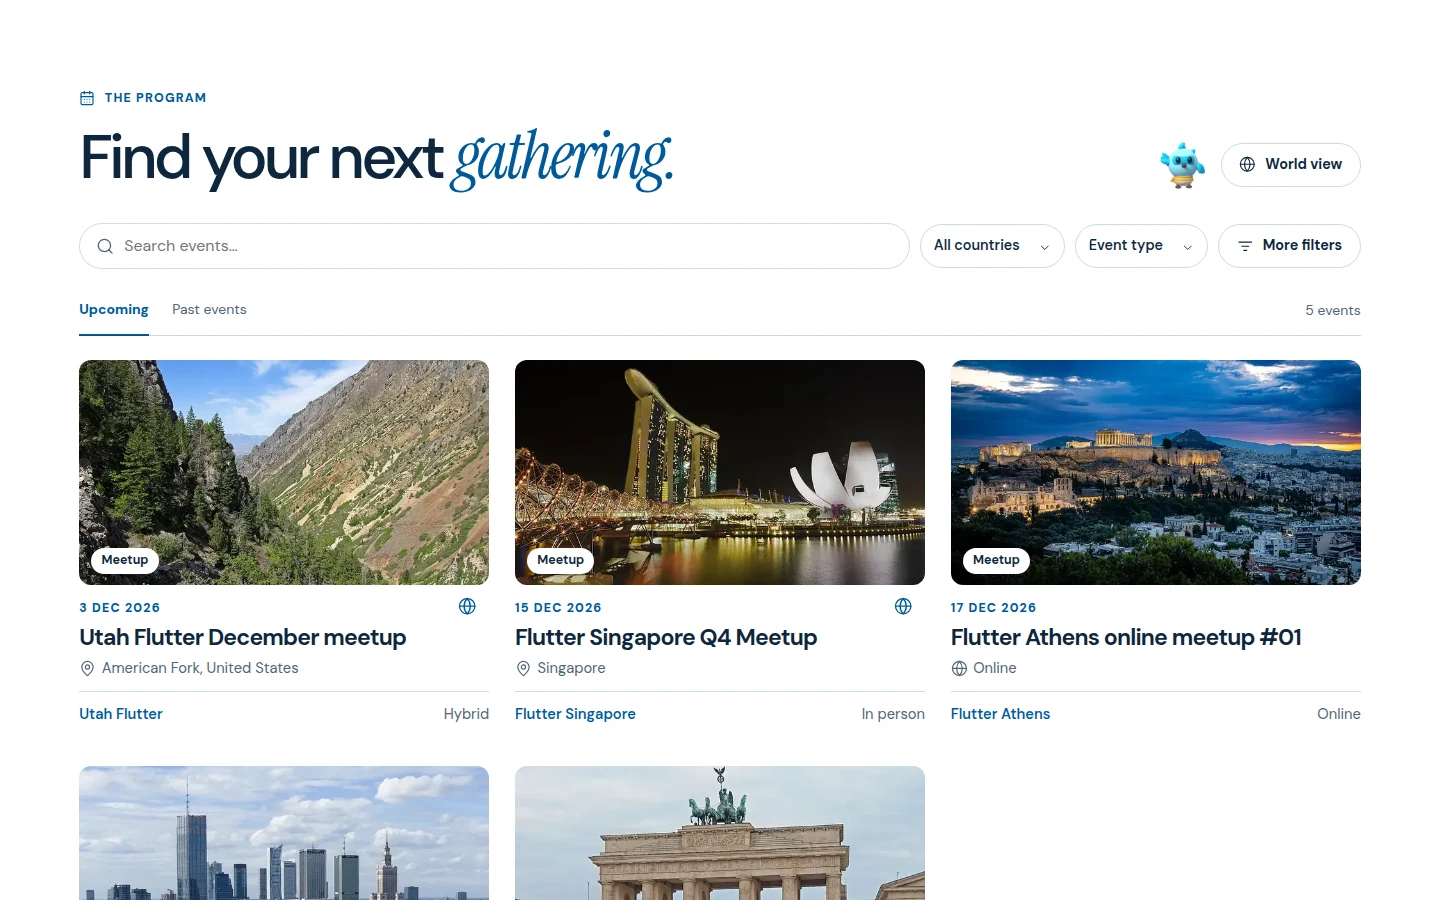 THE PROGRAM
Find your next gathering.
World view
Search events...
All countries
Event type
More filters
Upcoming
Past events
5 events
Meetup
Meetup
Meetup
3 DEC 2026
Utah Flutter December meetup
American Fork, United States
Utah Flutter
Hybrid
15 DEC 2026
Flutter Singapore Q4 Meetup
Singapore
Flutter Singapore
In person
17 DEC 2026
Flutter Athens online meetup #01
Online
Flutter Athens
Online